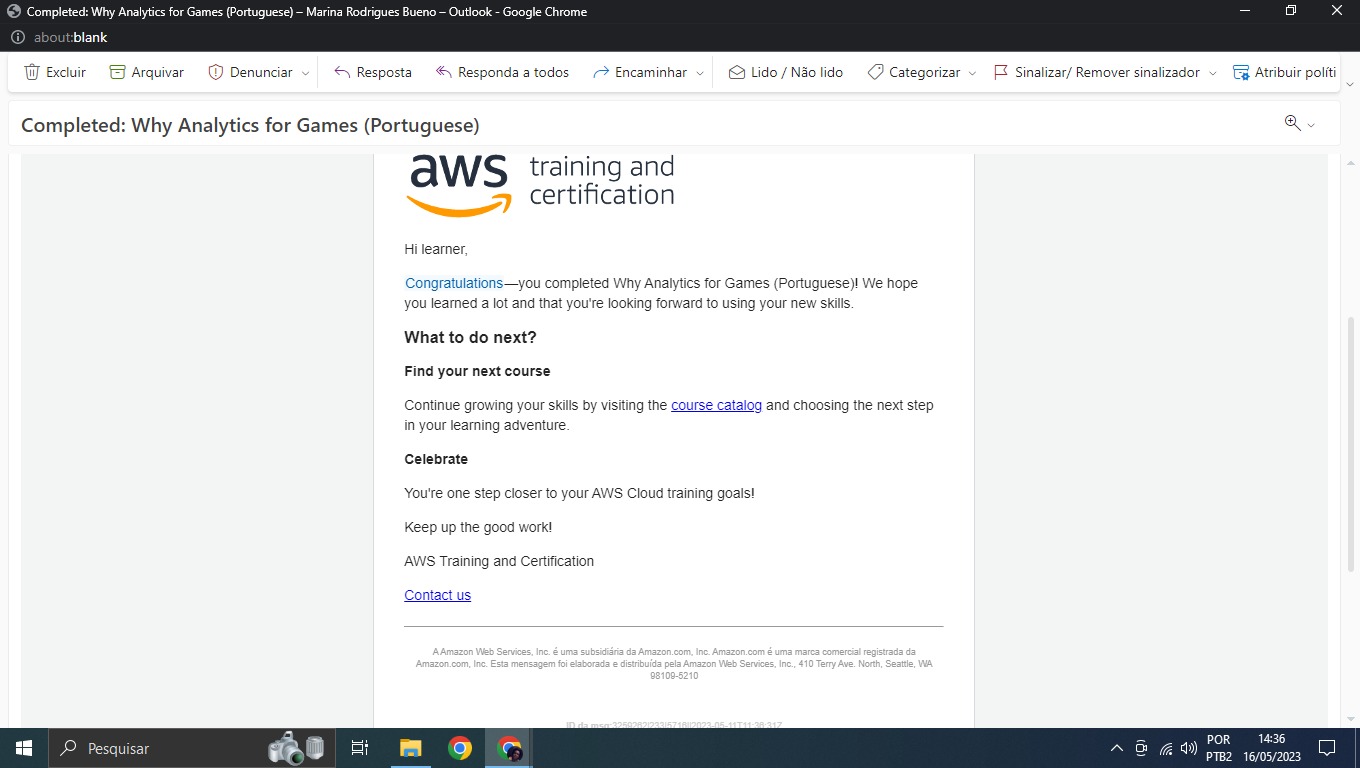 Completed: Why Analytics for Games (Portuguese) – Marina Rodrigues Bueno – Outlook - Google Chrome
about:blank
Excluir Arquivar Denunciar Resposta Responda a todos Encaminhar Lido / Não lido Categorizar Sinalizar/ Remover sinalizador Atribuir políti
Completed: Why Analytics for Games (Portuguese)
aws training and
certification
Hi learner,
Congratulations—you completed Why Analytics for Games (Portuguese)! We hope
you learned a lot and that you're looking forward to using your new skills.
What to do next?
Find your next course
Continue growing your skills by visiting the course catalog and choosing the next step
in your learning adventure.
Celebrate
You're one step closer to your AWS Cloud training goals!
Keep up the good work!
AWS Training and Certification
Contact us
A Amazon Web Services, Inc. é uma subsidiária da Amazon.com, Inc. Amazon.com é uma marca comercial registrada da
Amazon.com, Inc. Esta mensagem foi elaborada e distribuída pela Amazon Web Services, Inc., 410 Terry Ave. North, Seattle, WA
98109-5210
ID da msg:
Pesquisar
POR 14:36
PTB2 16/05/2023